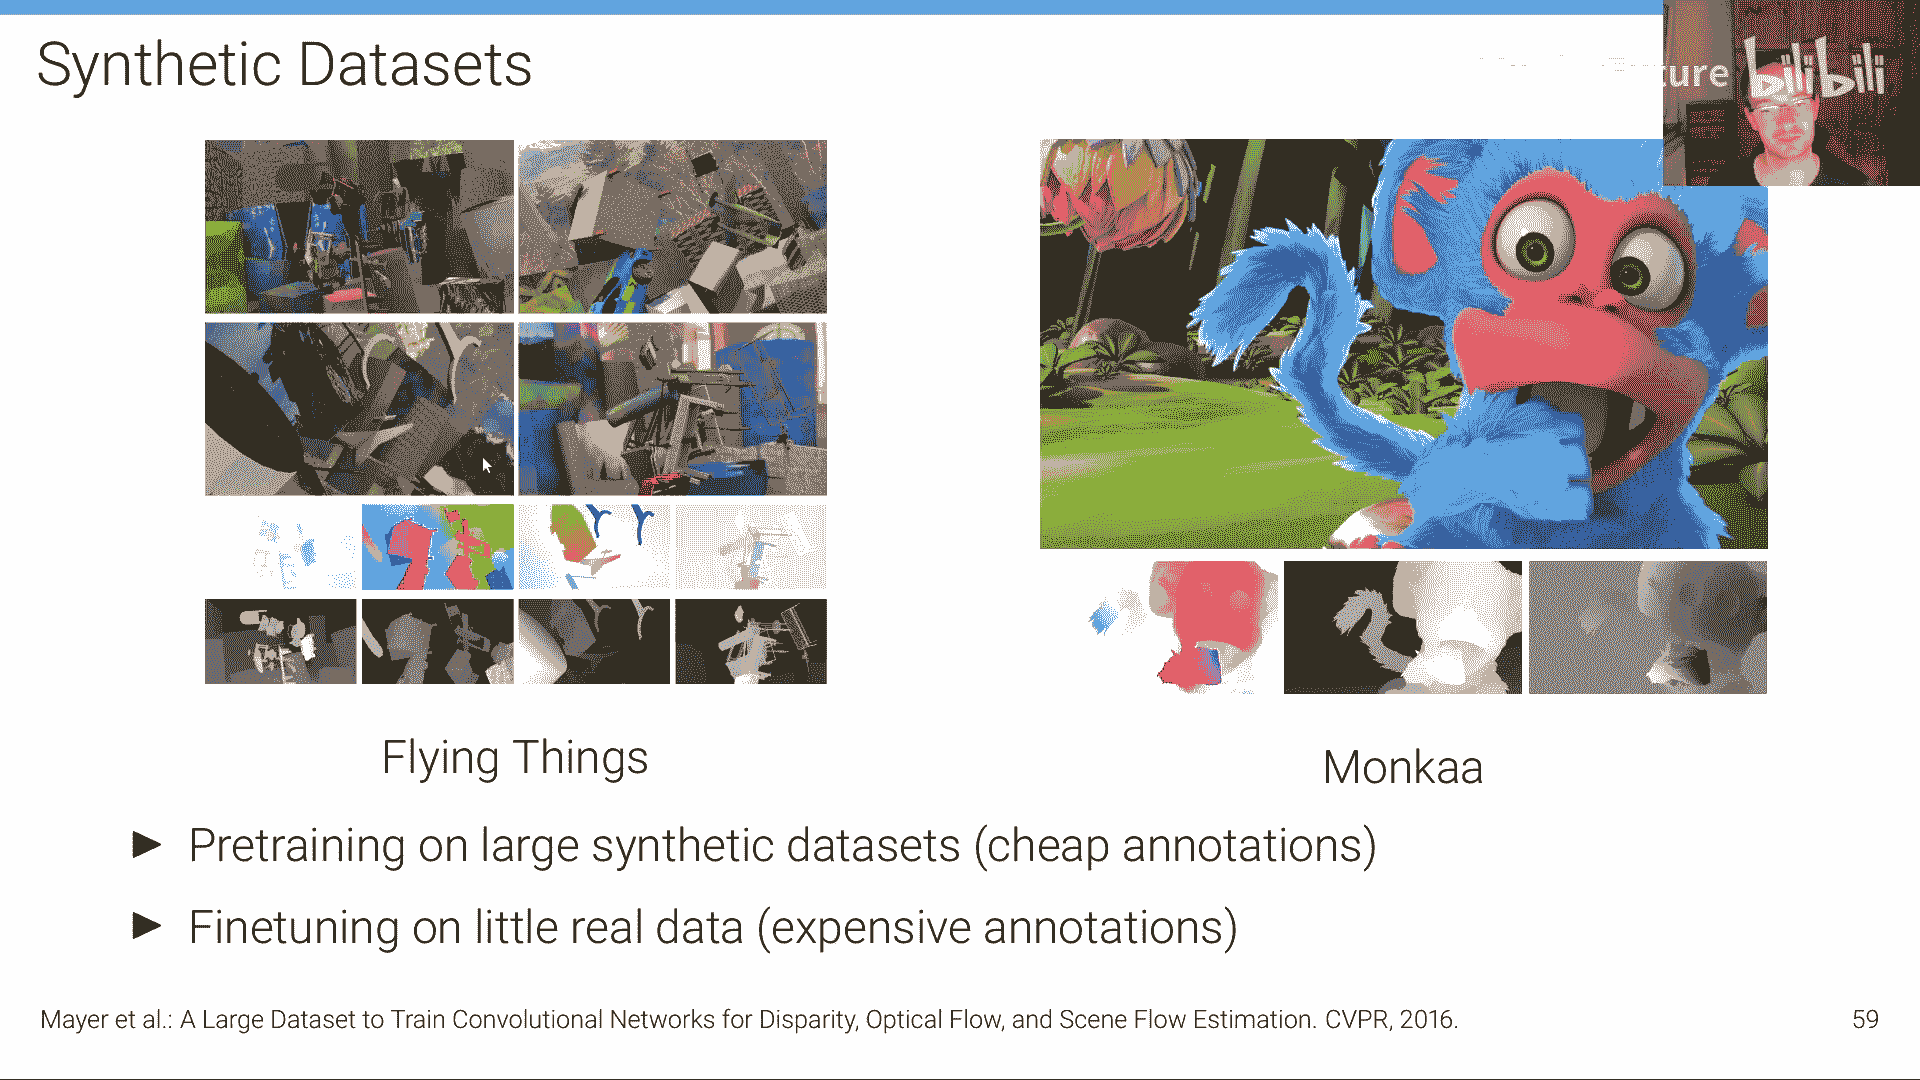 Synthetic Datasets
ture bilibili
Flying Things
Monkaa
► Pretraining on large synthetic datasets (cheap annotations)
► Finetuning on little real data (expensive annotations)
Mayer et al.: A Large Dataset to Train Convolutional Networks for Disparity, Optical Flow, and Scene Flow Estimation. CVPR, 2016.
59